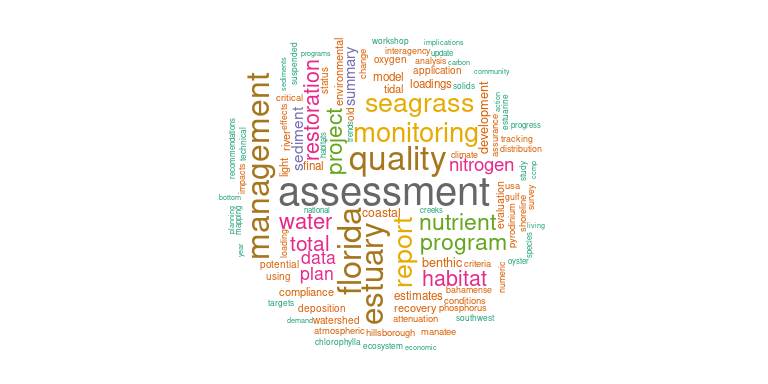 workshop
implications
interagency
update
programs
suspended
environmental
change
oxygen
analysis
carbon
summary
status
model
application
community
sediments
restoration
tidal
loadings
solids
management
critical
seagrass
development
action
estuarine
effects
old
project
sediment
trends
monitoring
progress
recommendations
technical
river
habitats
assurance
tracking
distribution
quality
climate
light
final
nitrogen
impacts
study
ccmp
assessment
usa
bottom
gulf
survey
evaluation
shoreline
national
coastal
creeks
planning
mapping
water
florida
nutrient
living
pyrodinium
total
estuary
report
program
species
year
loading
data
oyster
potential
benthic
criteria
using
plan
habitat
numeric
compliance
bahamense
targets
estimates
conditions
deposition
recovery
phosphorus
demand
watershed
attenuation
southwest
atmospheric
hillsborough
manatee
chlorophylla
ecosystem
economic